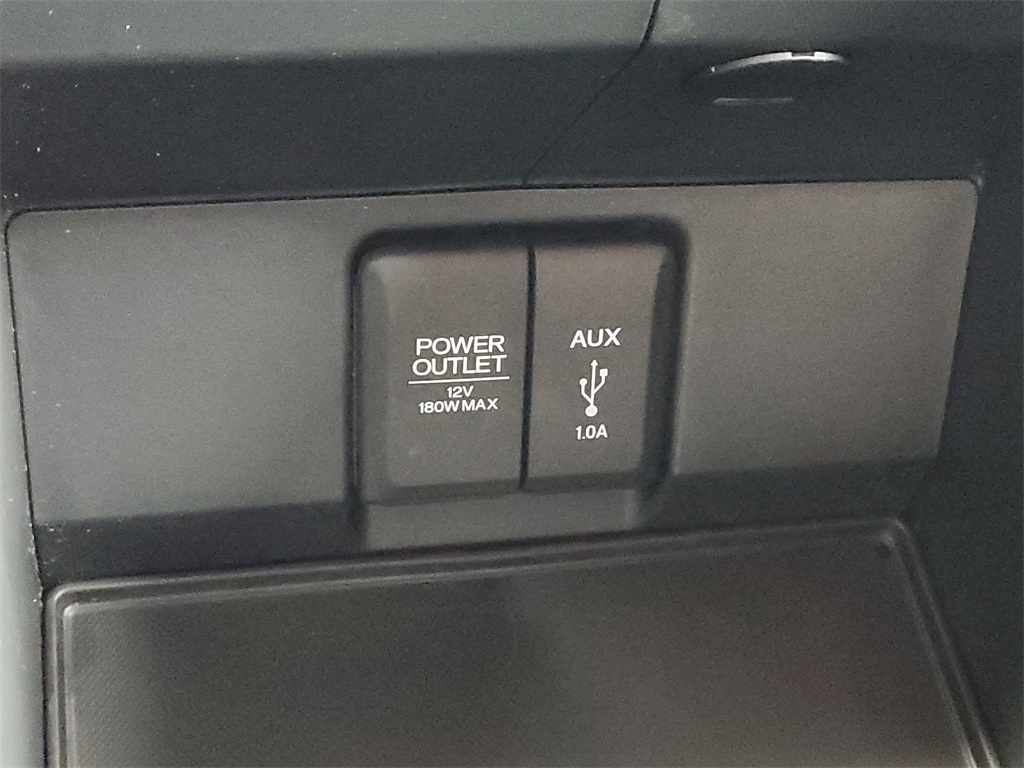 POWER
OUTLET
12V
180W MAX
AUX
1.0A